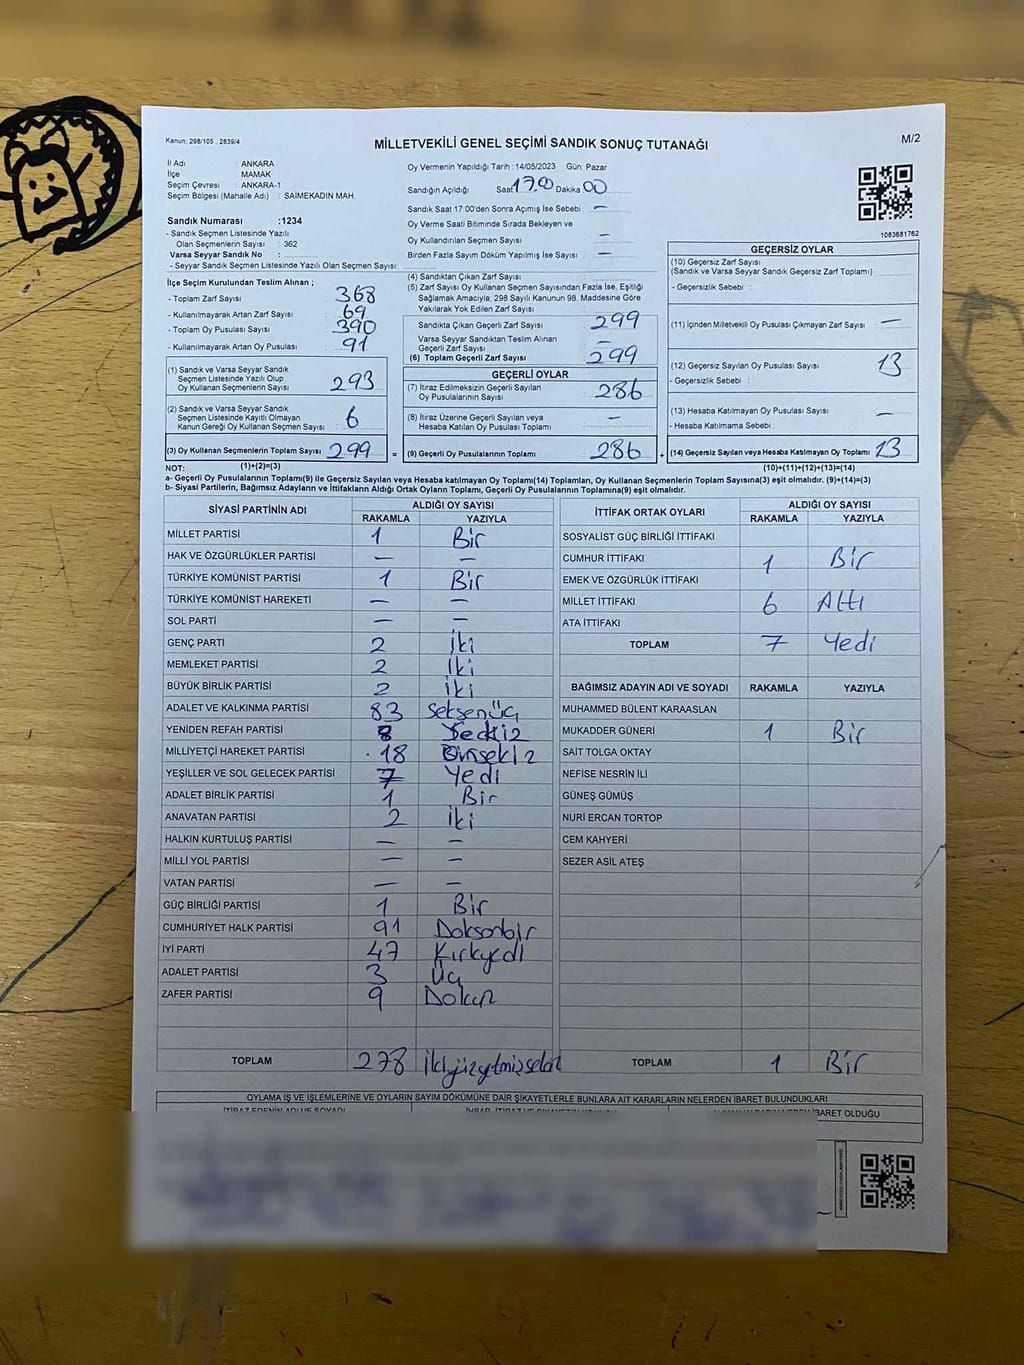 Kanun; 298/105 , 2839/4
MİLLETVEKİLİ GENEL SEÇİMİ SANDIK SONUÇ TUTANAĞI
M/2
İl Adı : ANKARA
İlçe : MAMAK
Seçim Çevresi : ANKARA-1
Seçim Bölgesi (Mahalle Adı) : SAİMEKADIN MAH.
Oy Vermenin Yapıldığı Tarih :14/05/2023 Gün: Pazar
Sandığın Açıldığı Saat 17.00 Dakika 00
Sandık Saat 17:00'den Sonra Açımış İse Sebebi : —
Oy Verme Saati Bitiminde Sırada Bekleyen ve
Oy Kullandırılan Seçmen Sayısı —
Birden Fazla Sayım Döküm Yapılmış İse Sayısı : —
1063681762
Sandık Numarası :1234
- Sandık Seçmen Listesinde Yazılı
Olan Seçmenlerin Sayısı : 362
Varsa Seyyar Sandık No :
- Seyyar Sandık Seçmen Listesinde Yazılı Olan Seçmen Sayısı:
İlçe Seçim Kurulundan Teslim Alınan ;
- Toplam Zarf Sayısı : 368
- Kullanılmayarak Artan Zarf Sayısı : 69
- Toplam Oy Pusulası Sayısı : 390
- Kullanılmayarak Artan Oy Pusulası : 91
(4) Sandıktan Çıkan Zarf Sayısı :
(5) Zarf Sayısı Oy Kullanan Seçmen Sayısından Fazla İse, Eşitliği
Sağlamak Amacıyla, 298 Sayılı Kanunun 98. Maddesine Göre
Yakılarak Yok Edilen Zarf Sayısı :
Sandıkta Çıkan Geçerli Zarf Sayısı : 299
Varsa Seyyar Sandıktan Teslim Alınan
Geçerli Zarf Sayısı : —
(6) Toplam Geçerli Zarf Sayısı : 299
GEÇERSİZ OYLAR
(10) Geçersiz Zarf Sayısı
(Sandık ve Varsa Seyyar Sandık Geçersiz Zarf Toplamı) :
- Geçersizlik Sebebi :
(11) İçinden Milletvekili Oy Pusulası Çıkmayan Zarf Sayısı : —
(12) Geçersiz Sayılan Oy Pusulası Sayısı : 13
- Geçersizlik Sebebi :
(13) Hesaba Katılmayan Oy Pusulası Sayısı : —
- Hesaba Katılmama Sebebi :
(14) Geçersiz Sayılan veya Hesaba Katılmayan Oy Toplamı 13
(1) Sandık ve Varsa Seyyar Sandık
Seçmen Listesinde Yazılı Olup
Oy Kullanan Seçmenlerin Sayısı : 293
(2) Sandık ve Varsa Seyyar Sandık
Seçmen Listesinde Kayıtlı Olmayan
Kanun Gereği Oy Kullanan Seçmen Sayısı : 6
(3) Oy Kullanan Seçmenlerin Toplam Sayısı : 299 =
GEÇERLİ OYLAR
(7) İtiraz Edilmeksizin Geçerli Sayılan
Oy Pusulalarının Sayısı : 286
(8) İtiraz Üzerine Geçerli Sayılan veya
Hesaba Katılan Oy Pusulası Toplamı : —
(9) Geçerli Oy Pusulalarının Toplamı : 286 +
NOT: (1)+(2)=(3) (10)+(11)+(12)+(13)=(14)
a- Geçerli Oy Pusulalarının Toplamı(9) ile Geçersiz Sayılan veya Hesaba Katılmayan Oy Toplamı(14) Toplamları, Oy Kullanan Seçmenlerin Toplam Sayısına(3) eşit olmalıdır. (9)+(14)=(3)
b- Siyasi Partilerin, Bağımsız Adayların ve İttifakların Aldığı Ortak Oyların Toplamı, Geçerli Oy Pusulalarının Toplamına(9) eşit olmalıdır.
SİYASİ PARTİNİN ADI ALDIĞI OY SAYISI
RAKAMLA YAZIYLA
MİLLET PARTİSİ 1 Bir
HAK VE ÖZGÜRLÜKLER PARTİSİ — —
TÜRKİYE KOMÜNİST PARTİSİ 1 Bir
TÜRKİYE KOMÜNİST HAREKETİ — —
SOL PARTİ — —
GENÇ PARTİ 2 İki
MEMLEKET PARTİSİ 2 İki
BÜYÜK BİRLİK PARTİSİ 2 İki
ADALET VE KALKINMA PARTİSİ 83 Seksenüç
YENİDEN REFAH PARTİSİ 8
MİLLİYETÇİ HAREKET PARTİSİ 18
YEŞİLLER VE SOL GELECEK PARTİSİ 7 Yedi
ADALET BİRLİK PARTİSİ 1 Bir
ANAVATAN PARTİSİ 2 İki
HALKIN KURTULUŞ PARTİSİ — —
MİLLİ YOL PARTİSİ — —
VATAN PARTİSİ — —
GÜÇ BİRLİĞİ PARTİSİ 1 Bir
CUMHURİYET HALK PARTİSİ 91 Doksanbir
İYİ PARTİ 47 Kırkyedi
ADALET PARTİSİ 3 Üç
ZAFER PARTİSİ 9 Dokuz
TOPLAM 278
İTTİFAK ORTAK OYLARI ALDIĞI OY SAYISI
RAKAMLA YAZIYLA
SOSYALİST GÜÇ BİRLİĞİ İTTİFAKI
CUMHUR İTTİFAKI 1 Bir
EMEK VE ÖZGÜRLÜK İTTİFAKI
MİLLET İTTİFAKI 6 Altı
ATA İTTİFAKI
TOPLAM 7 Yedi
BAĞIMSIZ ADAYIN ADI VE SOYADI RAKAMLA YAZIYLA
MUHAMMED BÜLENT KARAASLAN
MUKADDER GÜNERİ 1 Bir
SAİT TOLGA OKTAY
NEFİSE NESRİN İLİ
GÜNEŞ GÜMÜŞ
NURİ ERCAN TORTOP
CEM KAHYERİ
SEZER ASİL ATEŞ
TOPLAM 1 Bir
OYLAMA İŞ VE İŞLEMLERİNE VE OYLARIN SAYIM DÖKÜMÜNE DAİR ŞİKAYETLERLE BUNLARA AİT KARARLARIN NELERDEN İBARET BULUNDUKLARI
İTİRAZ EDENİN ADI VE SOYADI İBARET OLDUĞU